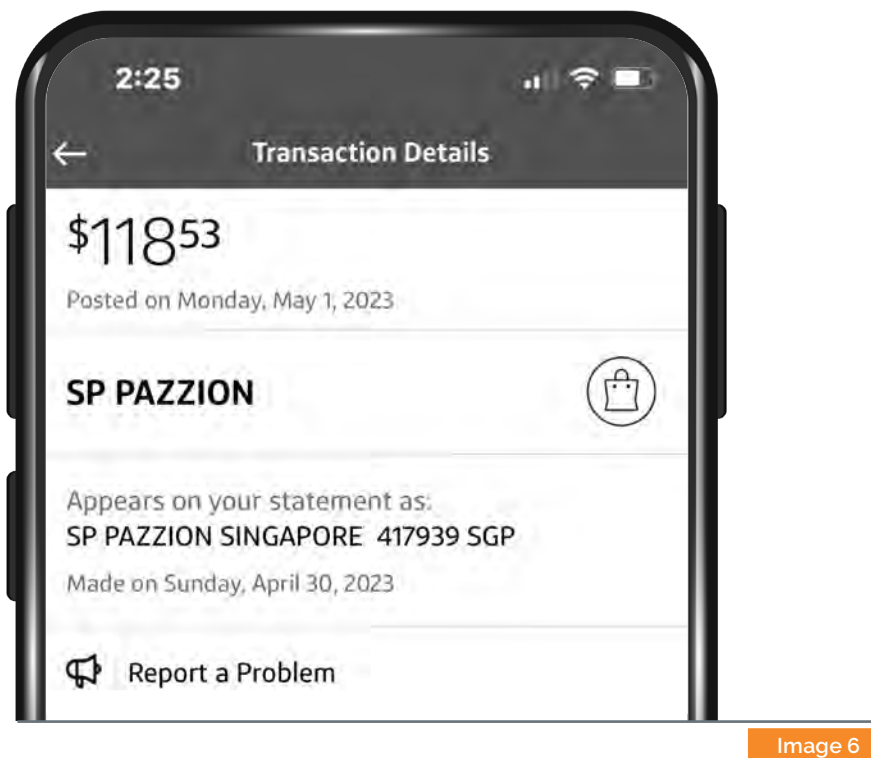 2:25
Transaction Details
$118⁵³
Posted on Monday, May 1, 2023
SP PAZZION
Appears on your statement as:
SP PAZZION SINGAPORE 417939 SGP
Made on Sunday, April 30, 2023
Report a Problem
Image 6